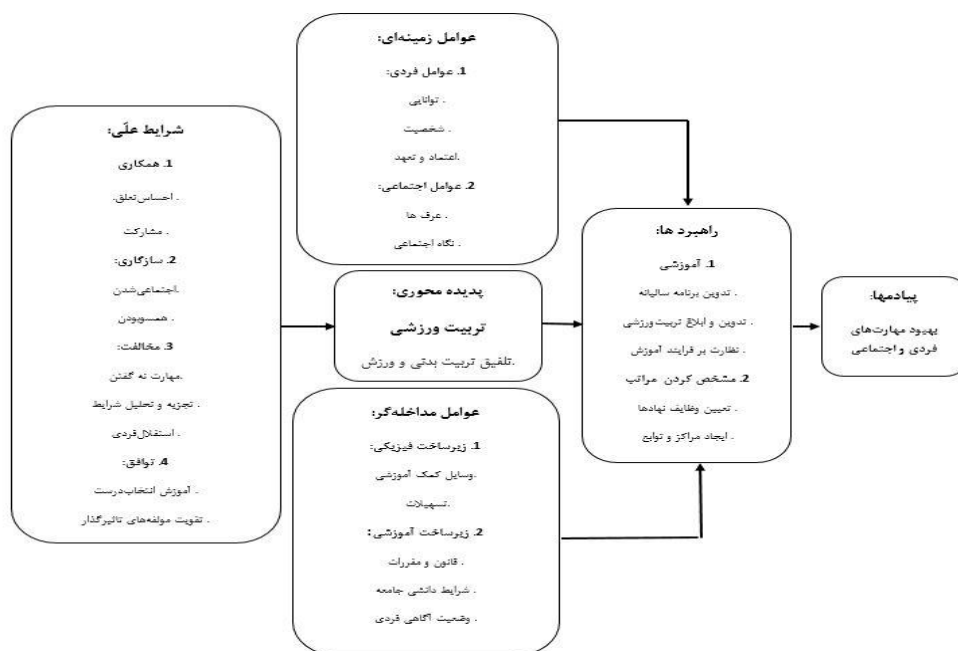 شرایط علّی:
1. همکاری
. احساس‌تعلق.
. مشارکت
2. سازگاری:
.اجتماعی‌شدن
. همسوبودن
3. مخالفت:
.مهارت نه گفتن
. تجزیه و تحلیل شرایط
. استقلال‌فردی
4. توافق:
. آموزش انتخاب‌درست
. تقویت مولفه‌های تاثیرگذار
عوامل زمینه‌ای:
1. عوامل فردی:
. توانایی
. شخصیت
.اعتماد و تعهد
2. عوامل اجتماعی:
. عرف ها
. نگاه اجتماعی
پدیده محوری:
تربیت ورزشی
.تلفیق تربیت بدنی و ورزش
عوامل مداخله‌گر:
1. زیرساخت فیزیکی:
.وسایل کمک آموزشی
.تسهیلات
2. زیرساخت آموزشی:
. قانون و مقررات
. شرایط دانشی جامعه
. وضعیت آگاهی فردی
راهبرد ها:
1. آموزشی
. تدوین برنامه سالیانه
. تدوین و ابلاغ تربیت‌ورزشی
. نظارت بر فرایند آموزش
2. مشخص کردن مراتب
. تعیین وظایف نهادها
. ایجاد مراکز و توابع
پیادمها:
بهبود مهارت‌های
فردی و اجتماعی